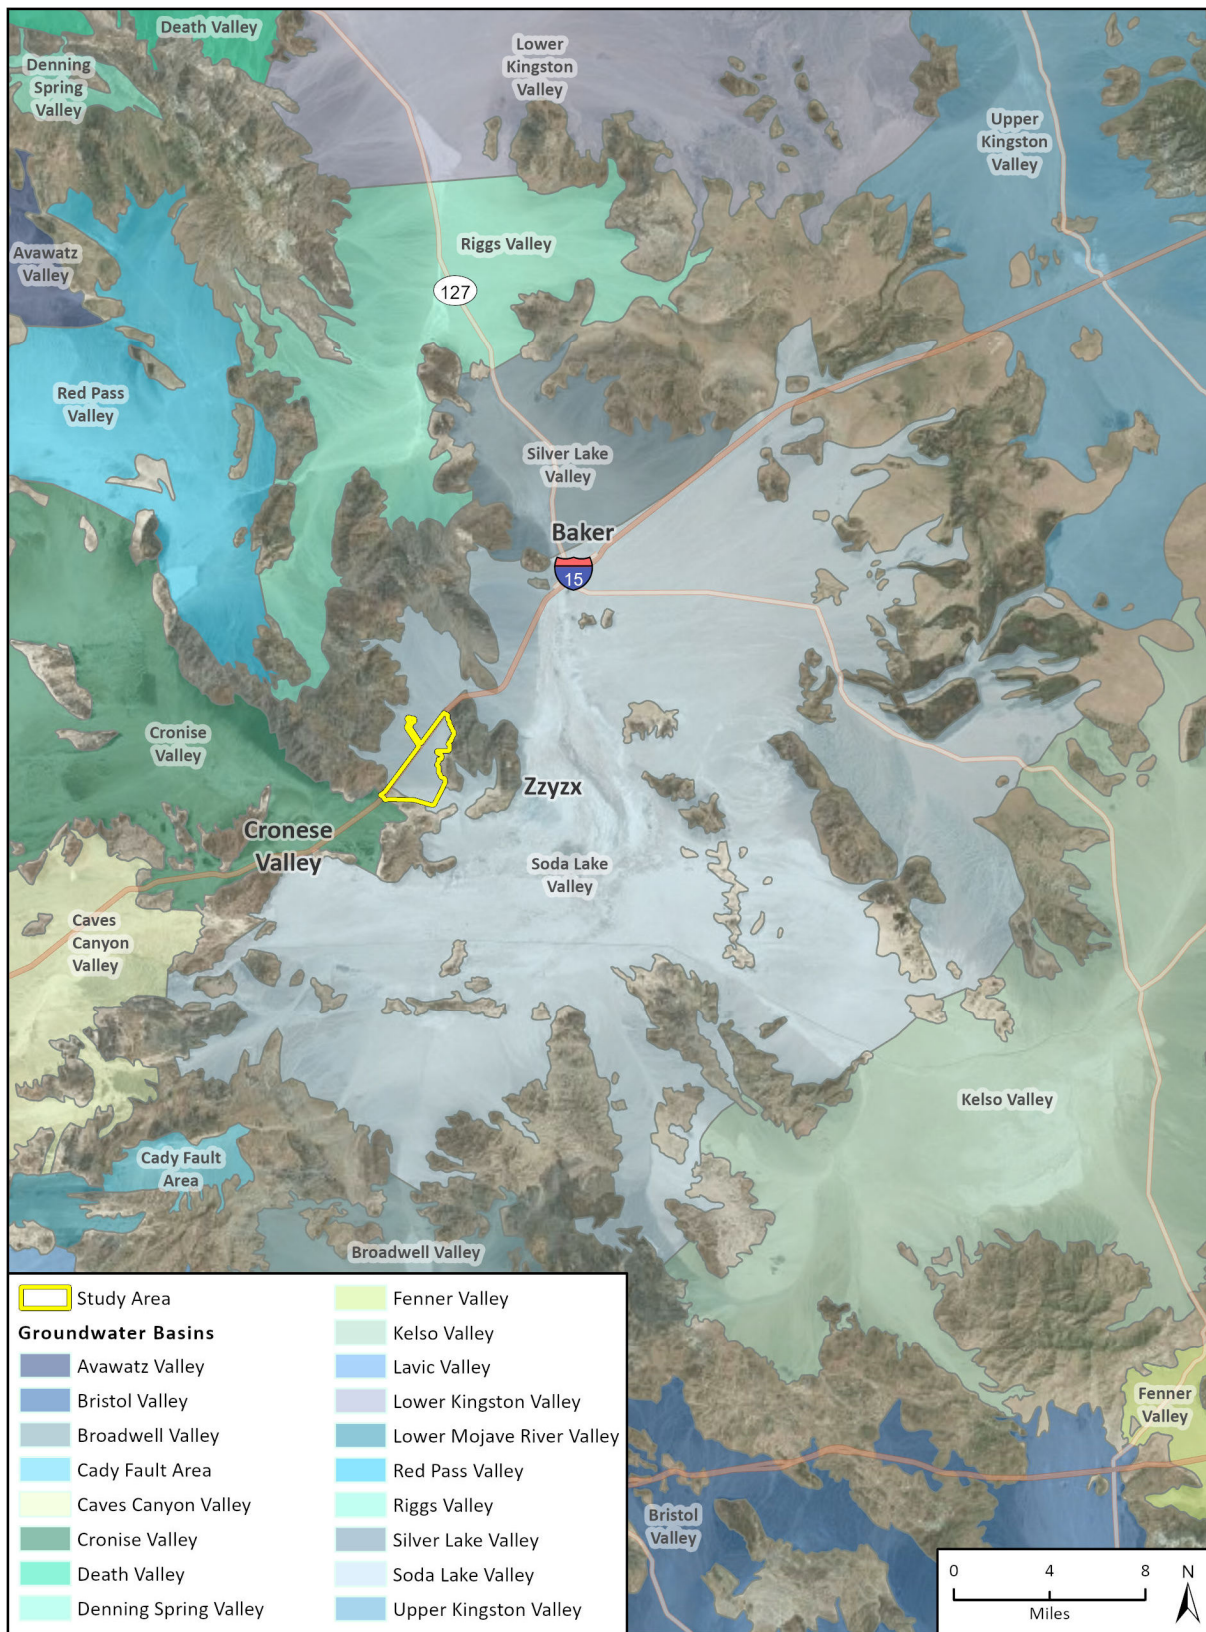 Death Valley
Denning
Spring
Valley
Lower
Kingston
Valley
Upper
Kingston
Valley
Avawatz
Valley
Riggs Valley
127
Red Pass
Valley
Silver Lake
Valley
Baker
15
Cronise
Valley
Zzyzx
Cronese
Valley
Soda Lake
Valley
Caves
Canyon
Valley
Kelso Valley
Cady Fault
Area
Broadwell Valley
Fenner
Valley
Bristol
Valley
Study Area
Groundwater Basins
Avawatz Valley
Bristol Valley
Broadwell Valley
Cady Fault Area
Caves Canyon Valley
Cronise Valley
Death Valley
Denning Spring Valley
Fenner Valley
Kelso Valley
Lavic Valley
Lower Kingston Valley
Lower Mojave River Valley
Red Pass Valley
Riggs Valley
Silver Lake Valley
Soda Lake Valley
Upper Kingston Valley
0 4 8
Miles
N